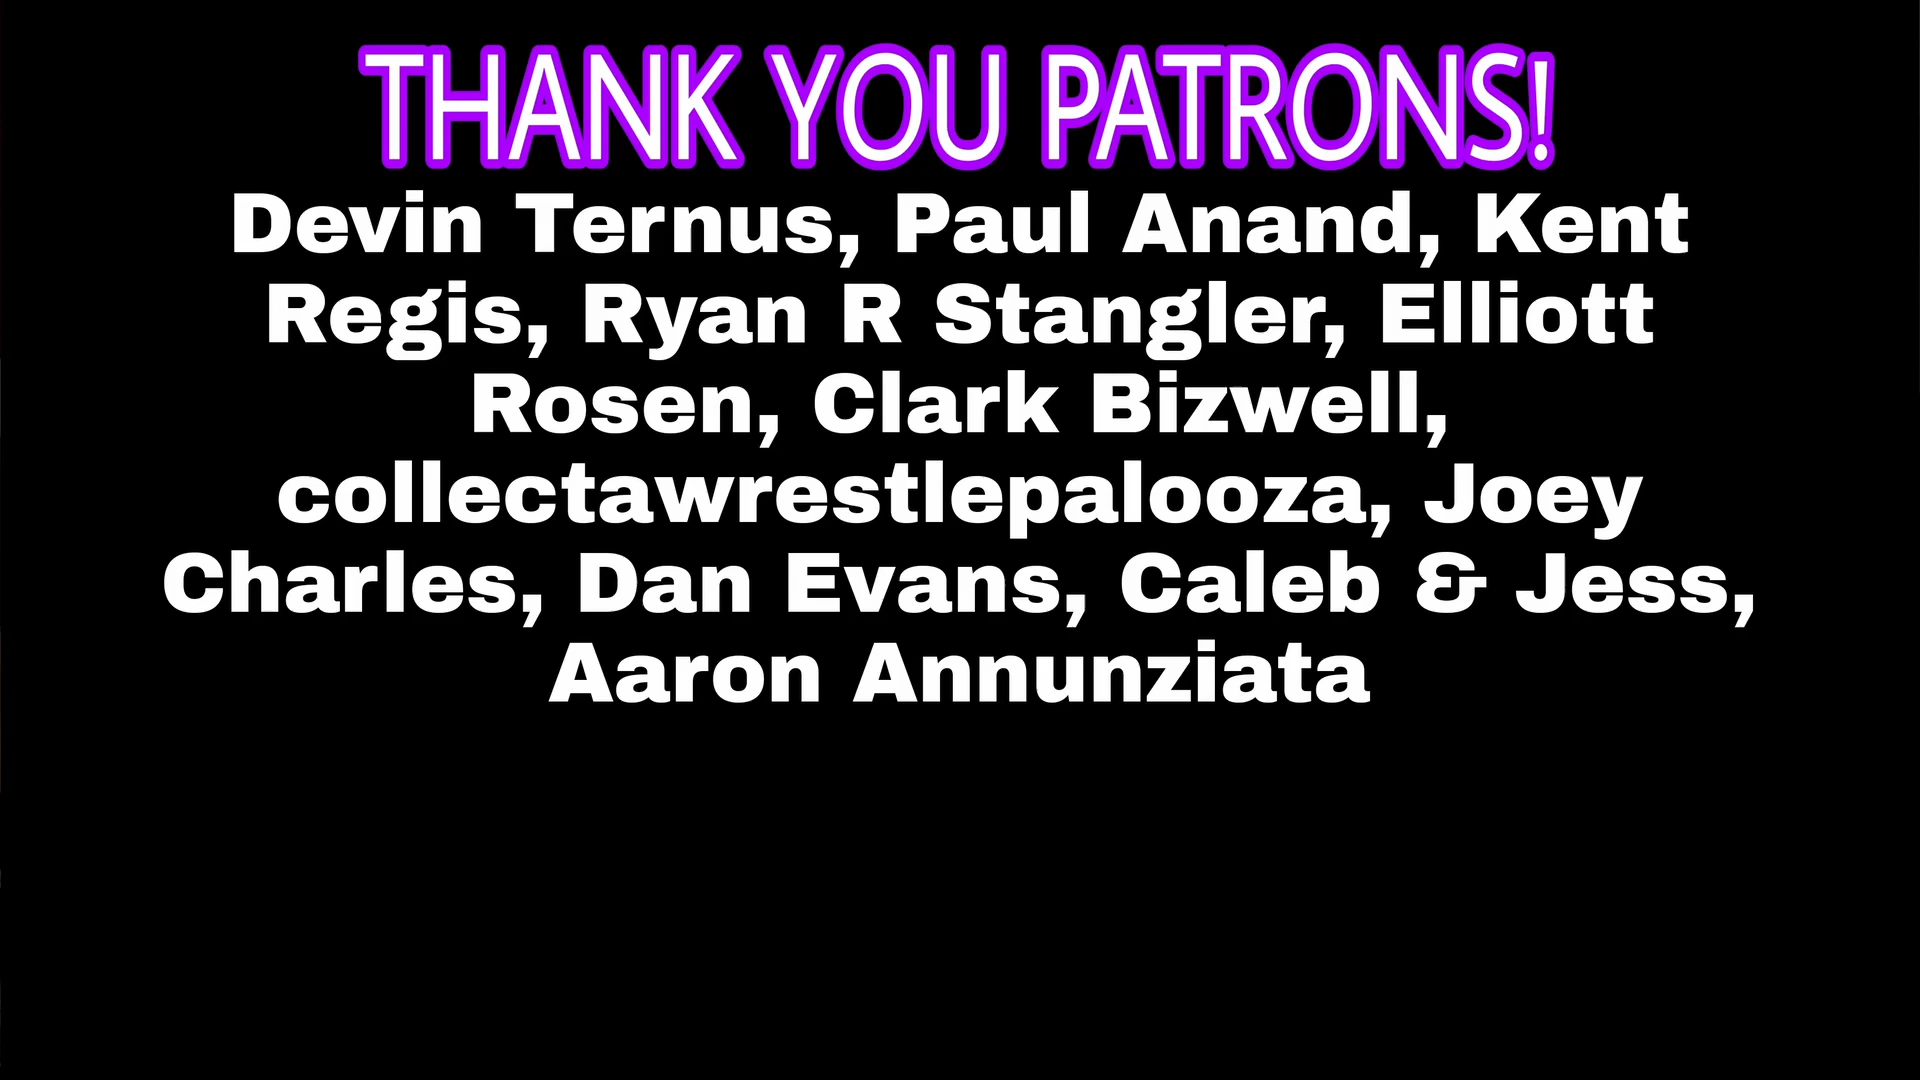 THANK YOU PATRONS!
Devin Ternus, Paul Anand, Kent
Regis, Ryan R Stangler, Elliott
Rosen, Clark Bizwell,
collectawrestlepalooza, Joey
Charles, Dan Evans, Caleb & Jess,
Aaron Annunziata